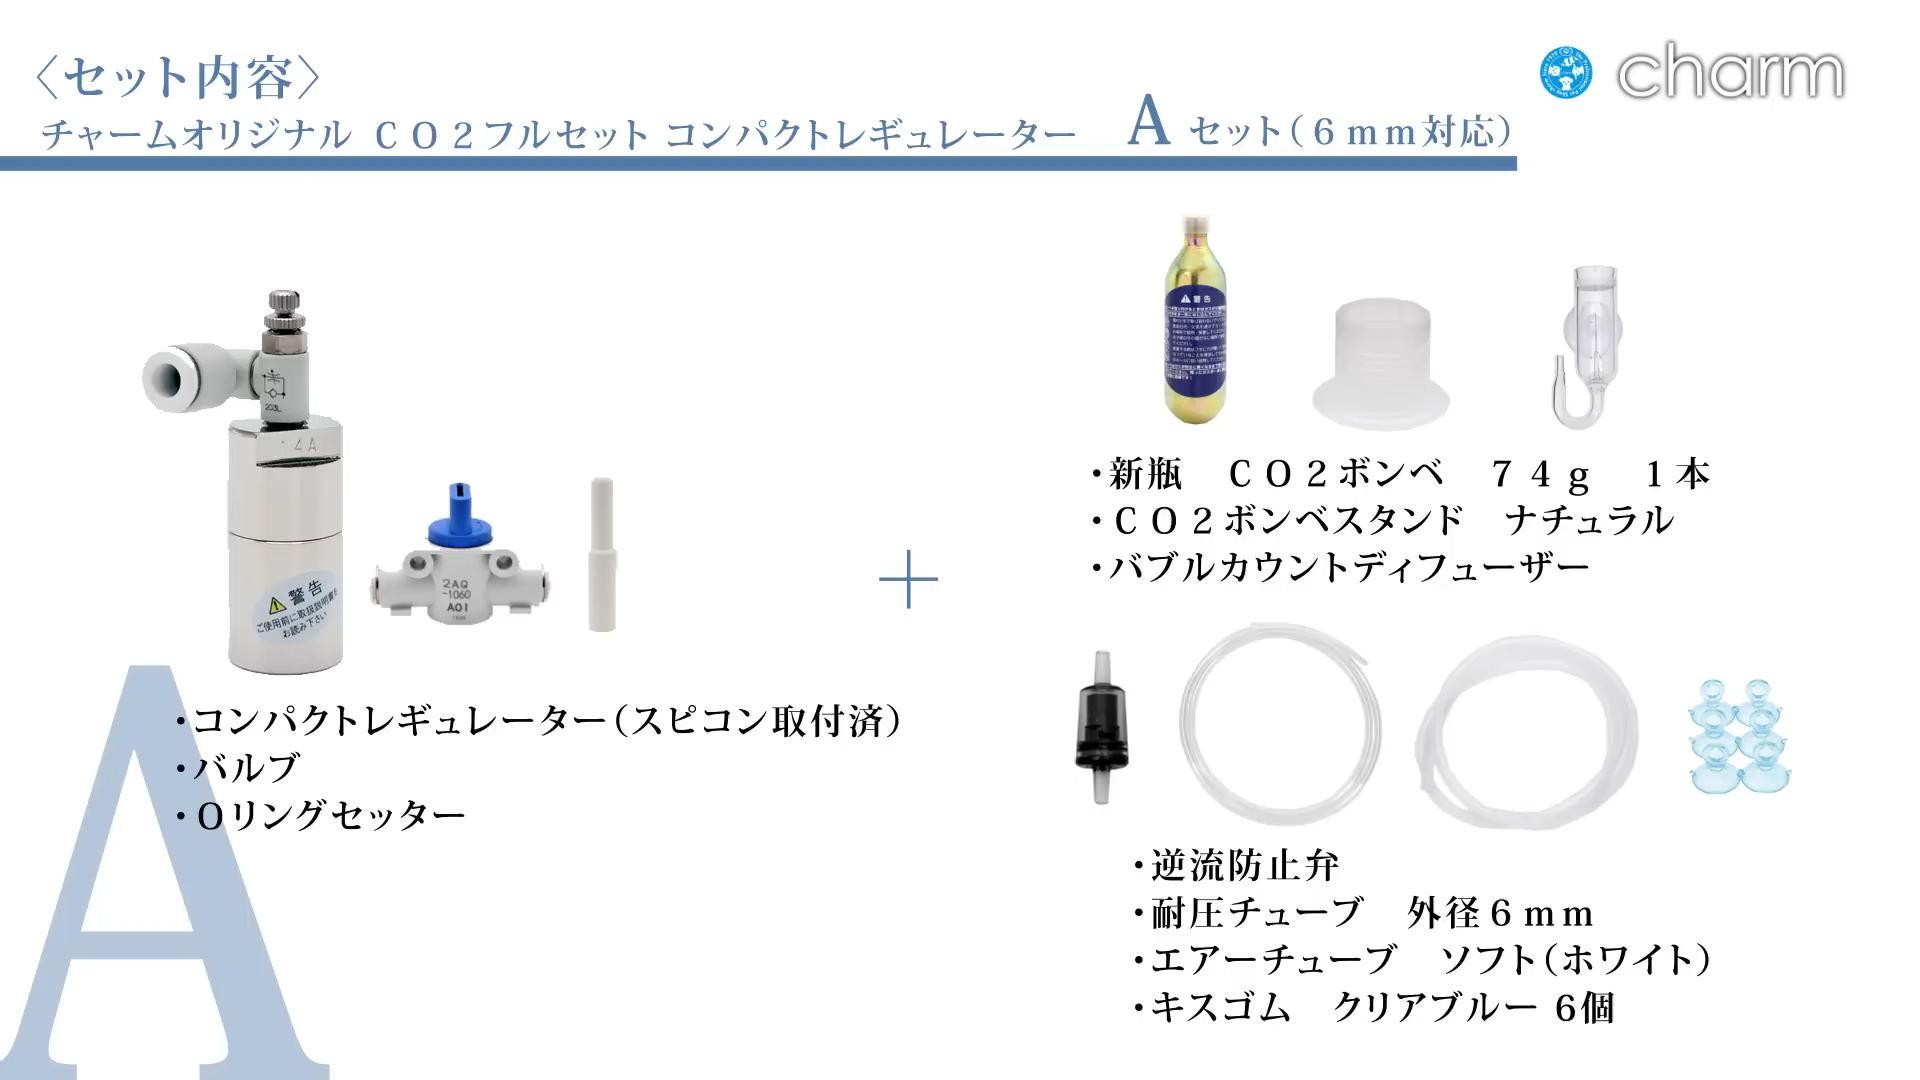 〈セット内容〉
チャームオリジナル ＣＯ２フルセット コンパクトレギュレーター　A セット（６ｍｍ対応）
charm
警告
203L
14A
2AQ
-1060
A01
警告
ご使用前に取扱説明書を
お読み下さい
・コンパクトレギュレーター（スピコン取付済）
・バルブ
・Ｏリングセッター
＋
・新瓶　ＣＯ２ボンベ　７４ｇ　１本
・ＣＯ２ボンベスタンド　ナチュラル
・バブルカウントディフューザー
・逆流防止弁
・耐圧チューブ　外径６ｍｍ
・エアーチューブ　ソフト（ホワイト）
・キスゴム　クリアブルー 6個
A